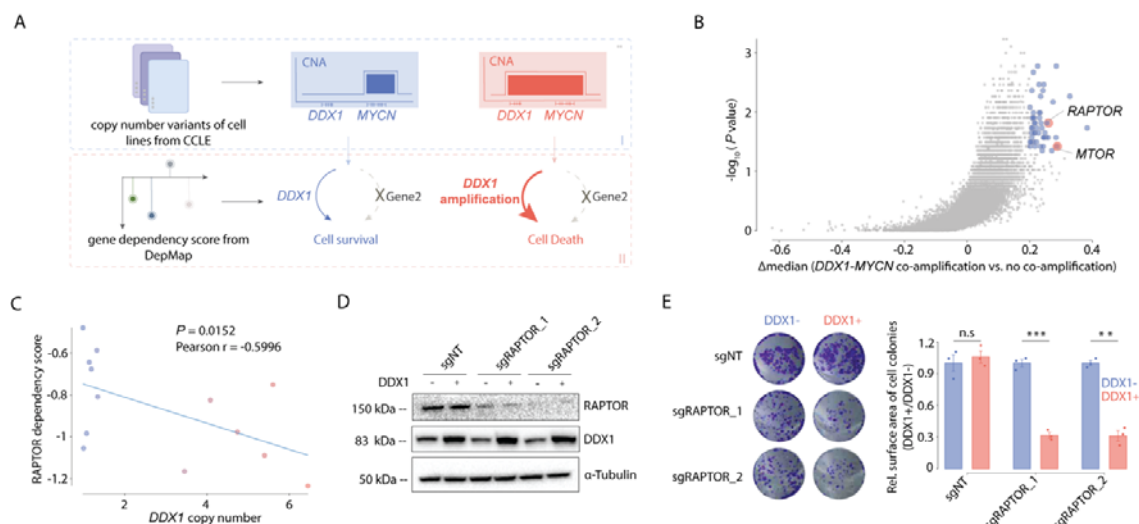 A
CNA
CNA
DDX1 MYCN
DDX1 MYCN
copy number variants of cell
lines from CCLE
I
DDX1
Gene2
DDX1
amplification
Gene2
Cell survival
Cell Death
gene dependency score from
DepMap
II
B
3
2
1
0
-log10( P value)
RAPTOR
MTOR
-0.6 -0.4 -0.2 0 0.2 0.4
Δmedian (DDX1-MYCN co-amplification vs. no co-amplification)
C
P = 0.0152
Pearson r = -0.5996
RAPTOR dependency score
-0.6
-0.8
-1
-1.2
2 4 6
DDX1 copy number
D
sgNT sgRAPTOR_1 sgRAPTOR_2
DDX1 - + - + - +
150 kDa -- RAPTOR
83 kDa -- DDX1
50 kDa -- α-Tubulin
E
DDX1- DDX1+
sgNT
sgRAPTOR_1
sgRAPTOR_2
Rel. surface area of cell colonies
(DDX1+/DDX1-)
1.2
0.9
0.6
0.3
0
n.s *** **
DDX1-
DDX1+
sgNT sgRAPTOR_1 sgRAPTOR_2